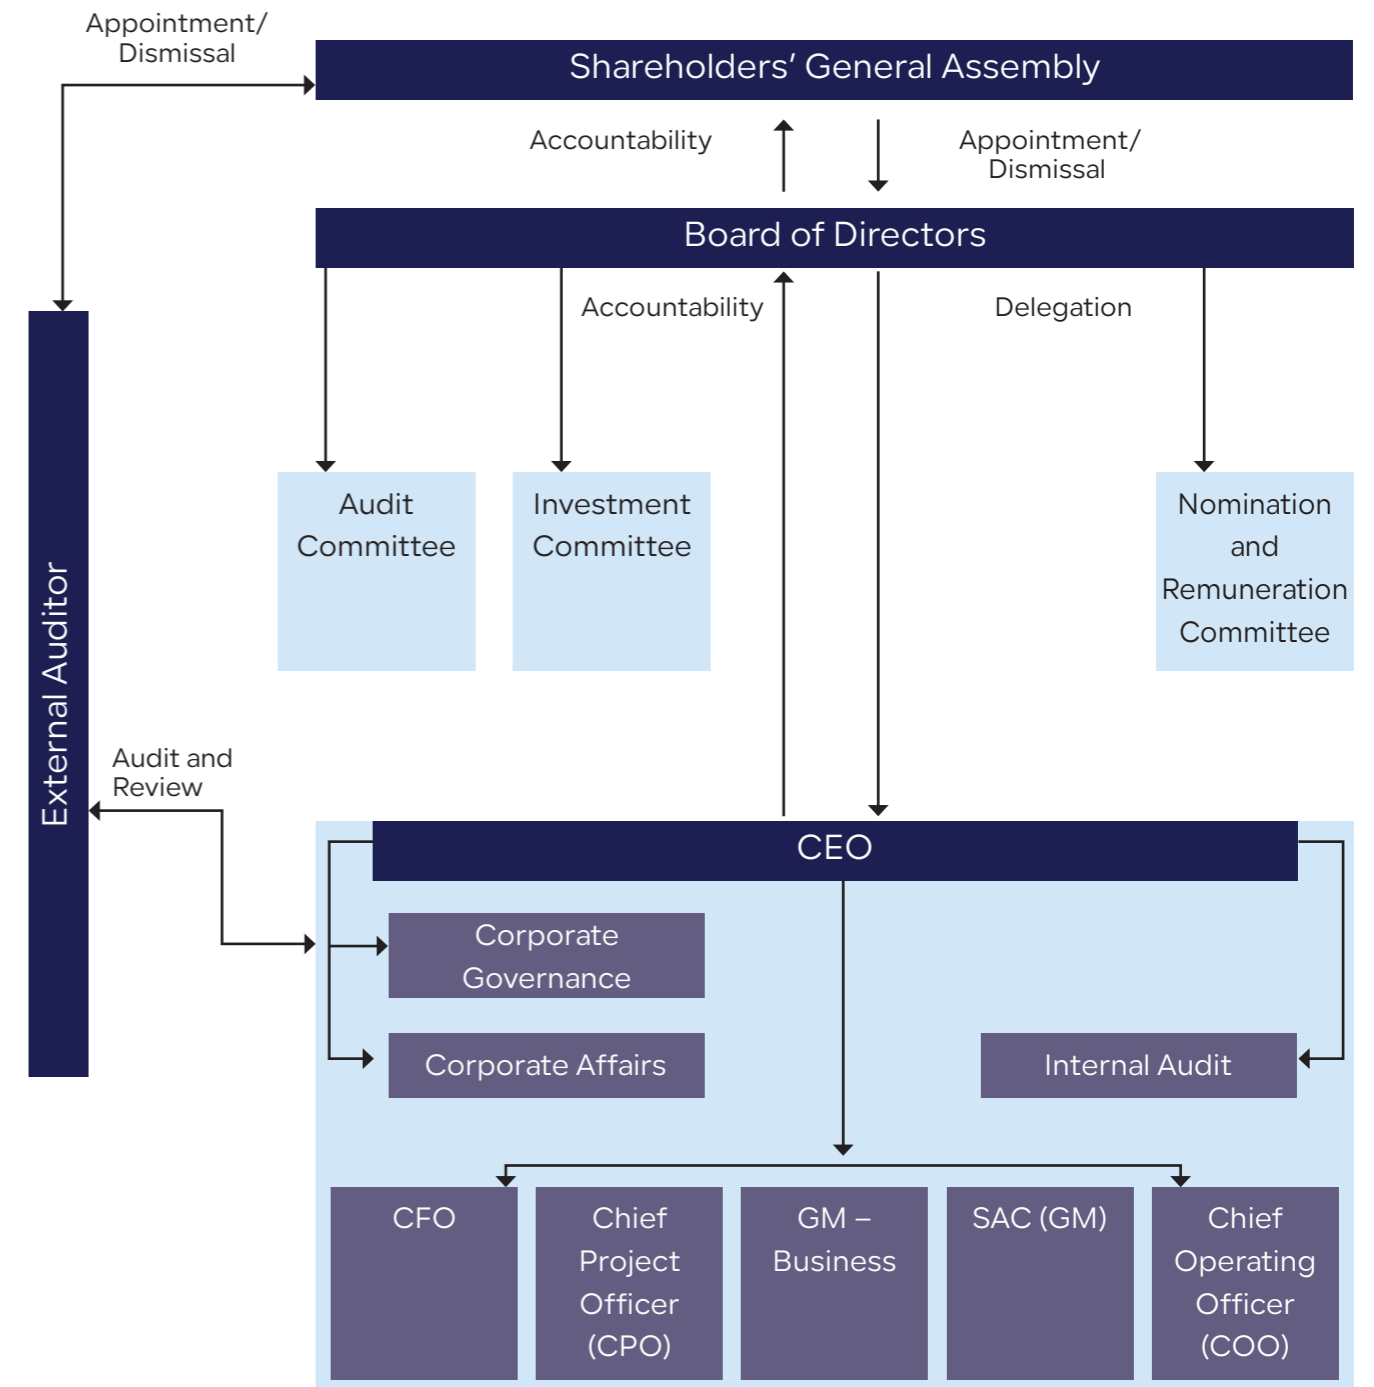 Appointment/
Dismissal
Shareholders’ General Assembly
Accountability
Appointment/
Dismissal
Board of Directors
Accountability
Delegation
Audit
Committee
Investment
Committee
Nomination
and
Remuneration
Committee
External Auditor
Audit and
Review
CEO
Corporate
Governance
Corporate Affairs
Internal Audit
CFO
Chief
Project
Officer
(CPO)
GM –
Business
SAC (GM)
Chief
Operating
Officer
(COO)